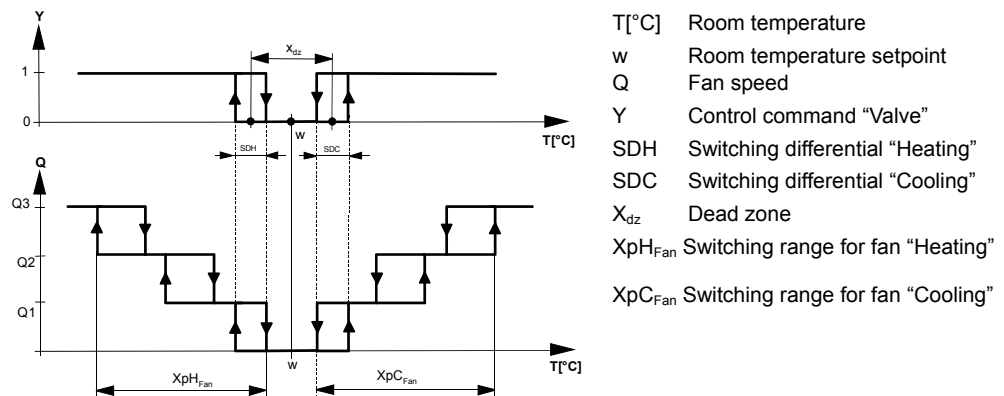 Y
X_dz
1
0
w
T[°C]
SDH
SDC
Q
Q3
Q2
Q1
w
T[°C]
XpH_Fan
XpC_Fan
T[°C] Room temperature
w Room temperature setpoint
Q Fan speed
Y Control command “Valve”
SDH Switching differential “Heating”
SDC Switching differential “Cooling”
X_dz Dead zone
XpH_Fan Switching range for fan “Heating”
XpC_Fan Switching range for fan “Cooling”